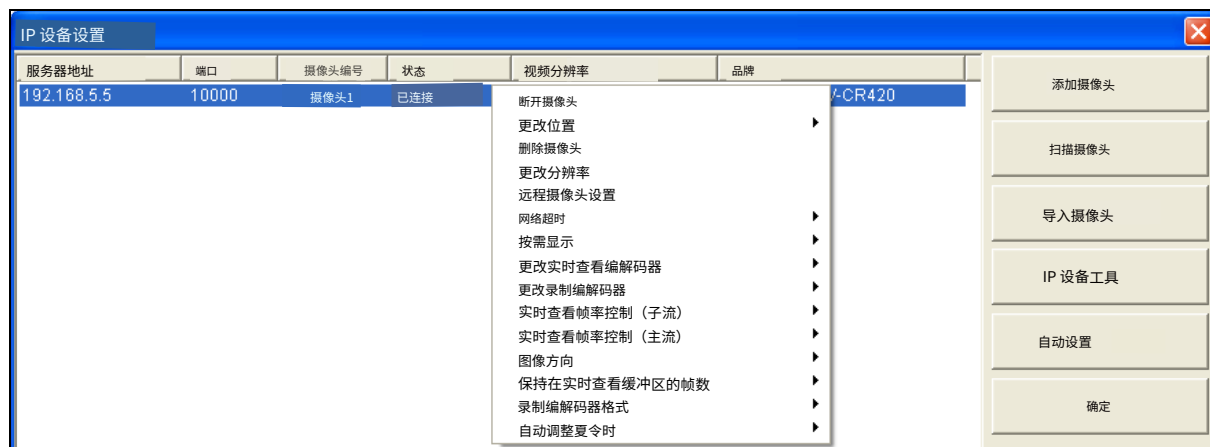 IP 设备设置
服务器地址 端口 摄像头编号 状态 视频分辨率 品牌
192.168.5.5 10000 摄像头1 已连接 -CR420
断开摄像头
更改位置
删除摄像头
更改分辨率
远程摄像头设置
网络超时
按需显示
更改实时查看编解码器
更改录制编解码器
实时查看帧率控制（子流）
实时查看帧率控制（主流）
图像方向
保持在实时查看缓冲区的帧数
录制编解码器格式
自动调整夏令时
添加摄像头
扫描摄像头
导入摄像头
IP 设备工具
自动设置
确定